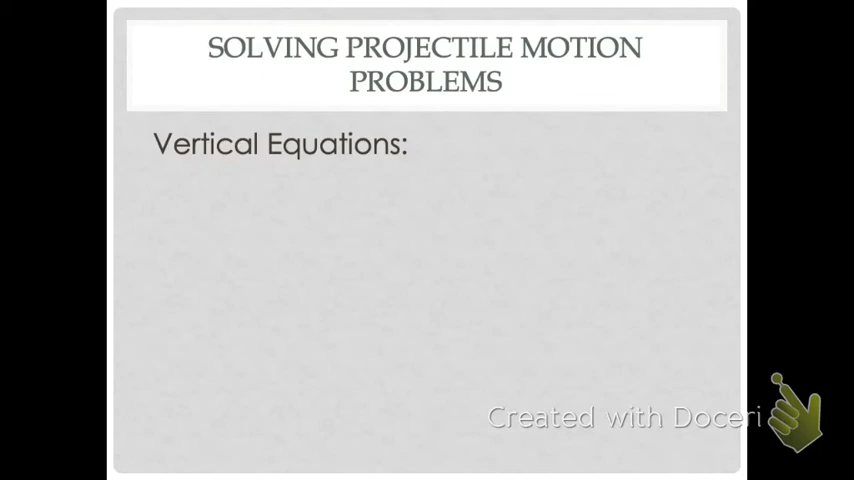 SOLVING PROJECTILE MOTION
PROBLEMS
Vertical Equations:
Created with Doceri